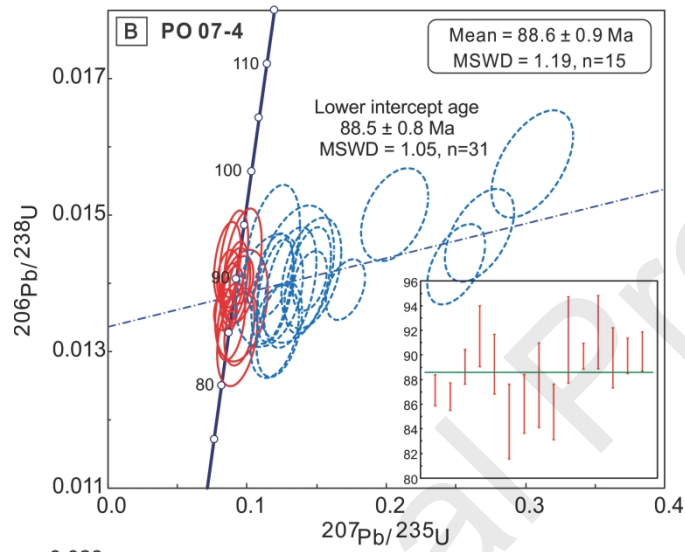 B PO 07-4
Mean = 88.6 ± 0.9 Ma
MSWD = 1.19, n=15
Lower intercept age
88.5 ± 0.8 Ma
MSWD = 1.05, n=31
206Pb/238U
0.017
0.015
0.013
0.011
110
100
90
80
96
94
92
90
88
86
84
82
80
0.0 0.1 0.2 0.3 0.4
207Pb/235U